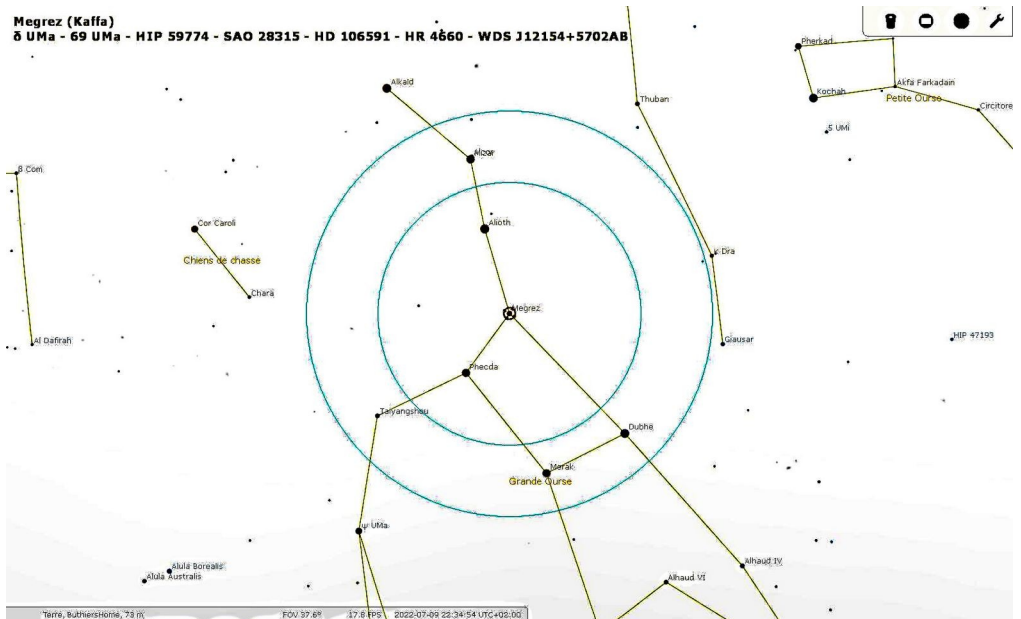 Megrez (Kaffa)
δ UMa - 69 UMa - HIP 59774 - SAO 28315 - HD 106591 - HR 4660 - WDS J12154+5702AB
Pherkad
Alkaid
Akfa Farkadain
Kochab
Petite Ourse
Thuban
Circitore
5 UMi
Mizar
β Com
Cor Caroli
Alioth
Chiens de chasse
κ Dra
Chara
Megrez
Al Dafirah
Giausar
HIP 47193
Phecda
Taiyangshou
Dubhe
Merak
Grande Ourse
ψ UMa
Alula Borealis
Alhaud IV
Alula Australis
Alhaud VI
Terre, ButhiersHome, 73 m
FOV 37.6°
17.8 FPS
2022-07-09 22:34:54 UTC+02:00